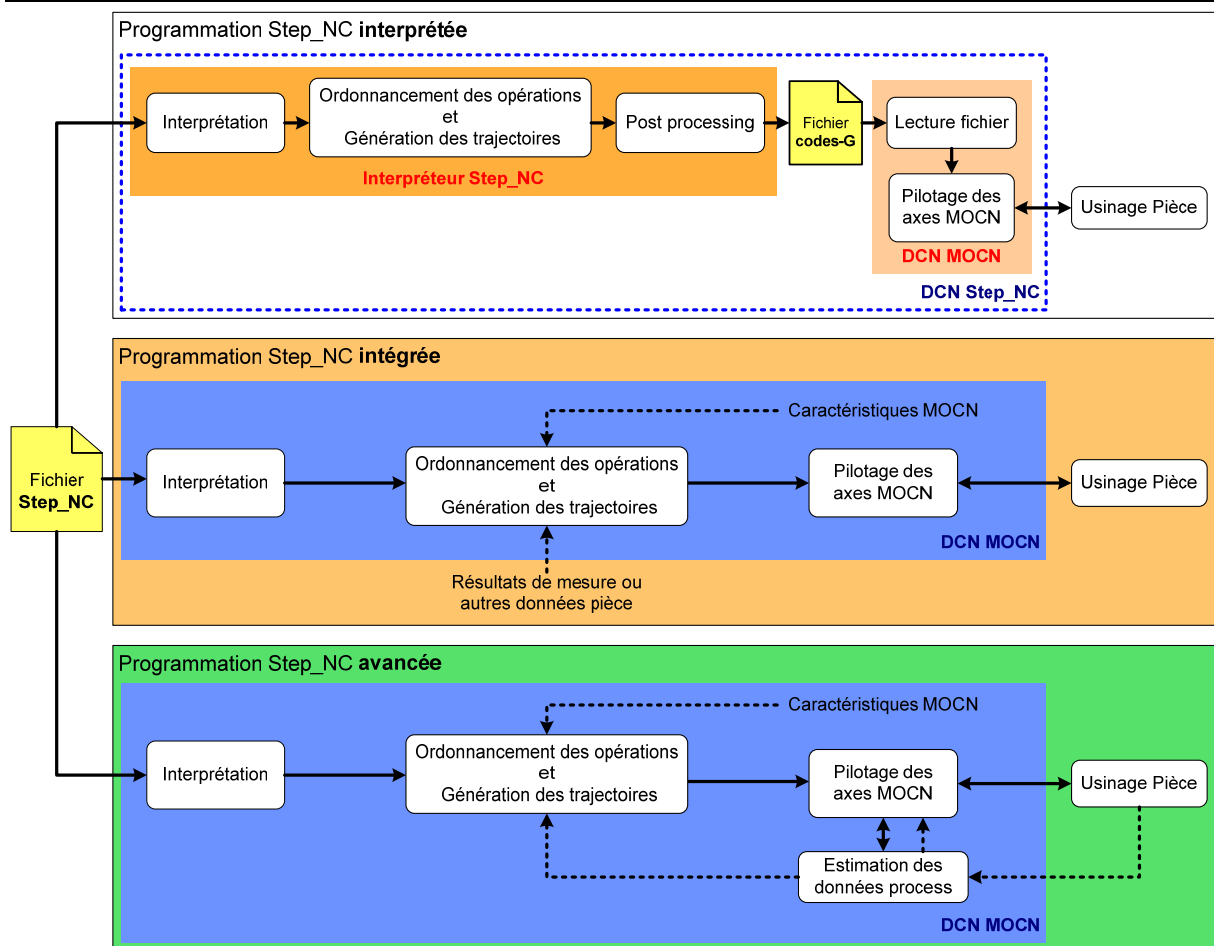 Programmation Step_NC interprétée
Interprétation
Ordonnancement des opérations
et
Génération des trajectoires
Post processing
Interpréteur Step_NC
Fichier
codes-G
Lecture fichier
Pilotage des
axes MOCN
DCN MOCN
Usinage Pièce
DCN Step_NC
Fichier
Step_NC
Programmation Step_NC intégrée
Caractéristiques MOCN
Interprétation
Ordonnancement des opérations
et
Génération des trajectoires
Pilotage des
axes MOCN
Usinage Pièce
DCN MOCN
Résultats de mesure ou
autres données pièce
Programmation Step_NC avancée
Caractéristiques MOCN
Interprétation
Ordonnancement des opérations
et
Génération des trajectoires
Pilotage des
axes MOCN
Usinage Pièce
Estimation des
données process
DCN MOCN